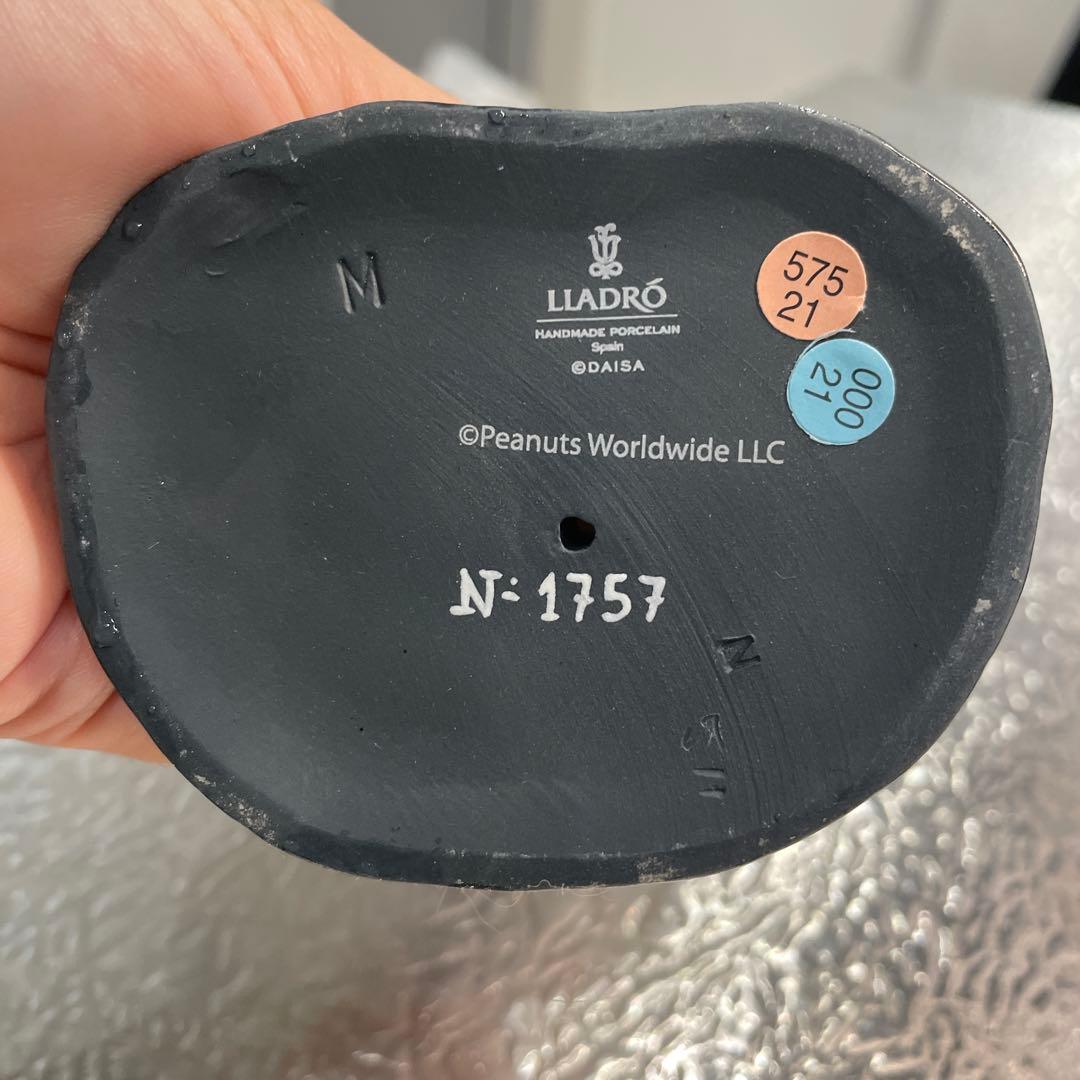 M
LLADRÓ
HANDMADE PORCELAIN
Spain
©DAISA
575
21
000
21
©Peanuts Worldwide LLC
N: 1757
N